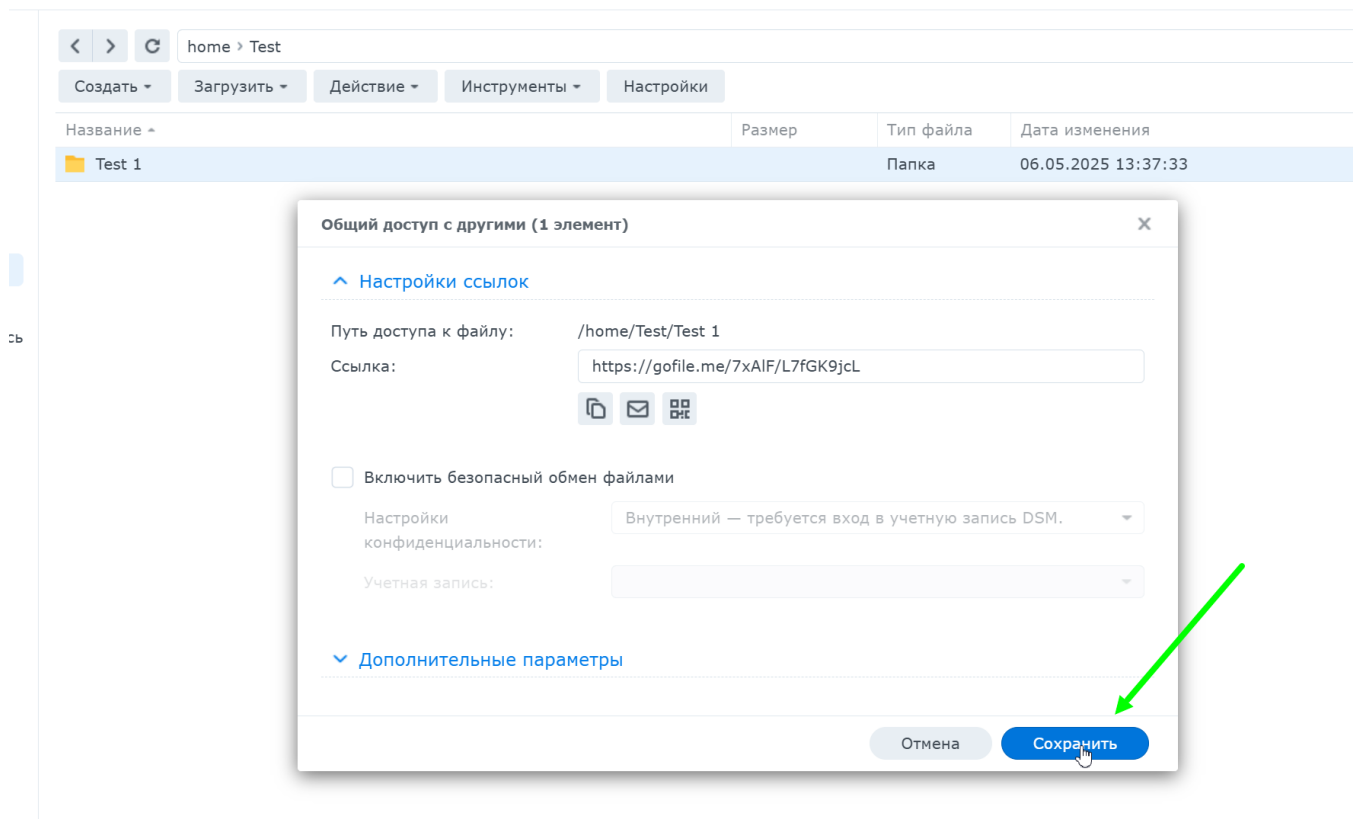 home › Test
Создать Загрузить Действие Инструменты Настройки
Название Размер Тип файла Дата изменения
Test 1 Папка 06.05.2025 13:37:33
Общий доступ с другими (1 элемент)
Настройки ссылок
сь
Путь доступа к файлу: /home/Test/Test 1
Ссылка: https://gofile.me/7xAlF/L7fGK9jcL
Включить безопасный обмен файлами
Настройки конфиденциальности: Внутренний — требуется вход в учетную запись DSM.
Учетная запись:
Дополнительные параметры
Отмена Сохранить